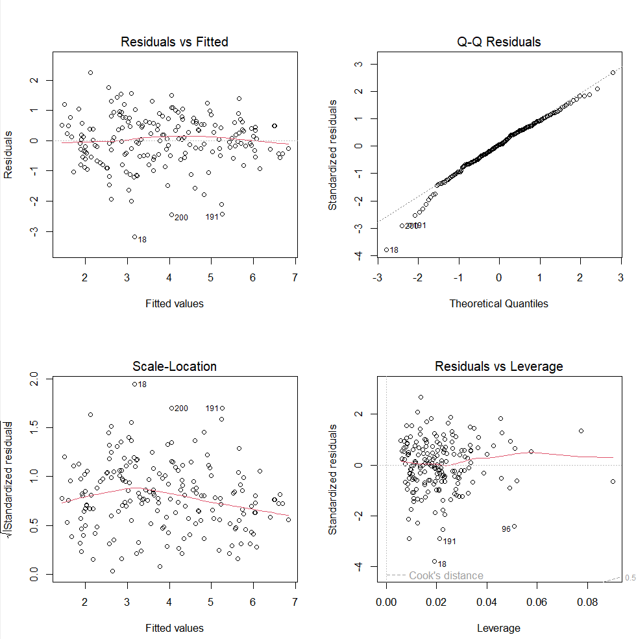 Residuals vs Fitted
Residuals
2
1
0
-1
-2
-3
200
191
18
2 3 4 5 6 7
Fitted values
Q-Q Residuals
Standardized residuals
3
2
1
0
-1
-2
-3
-4
191
18
-3 -2 -1 0 1 2 3
Theoretical Quantiles
Scale-Location
√|Standardized residuals|
2.0
1.5
1.0
0.5
0.0
18
200
191
2 3 4 5 6 7
Fitted values
Residuals vs Leverage
Standardized residuals
2
0
-2
-4
96
191
18
Cook's distance
0.5
0.00 0.02 0.04 0.06 0.08
Leverage